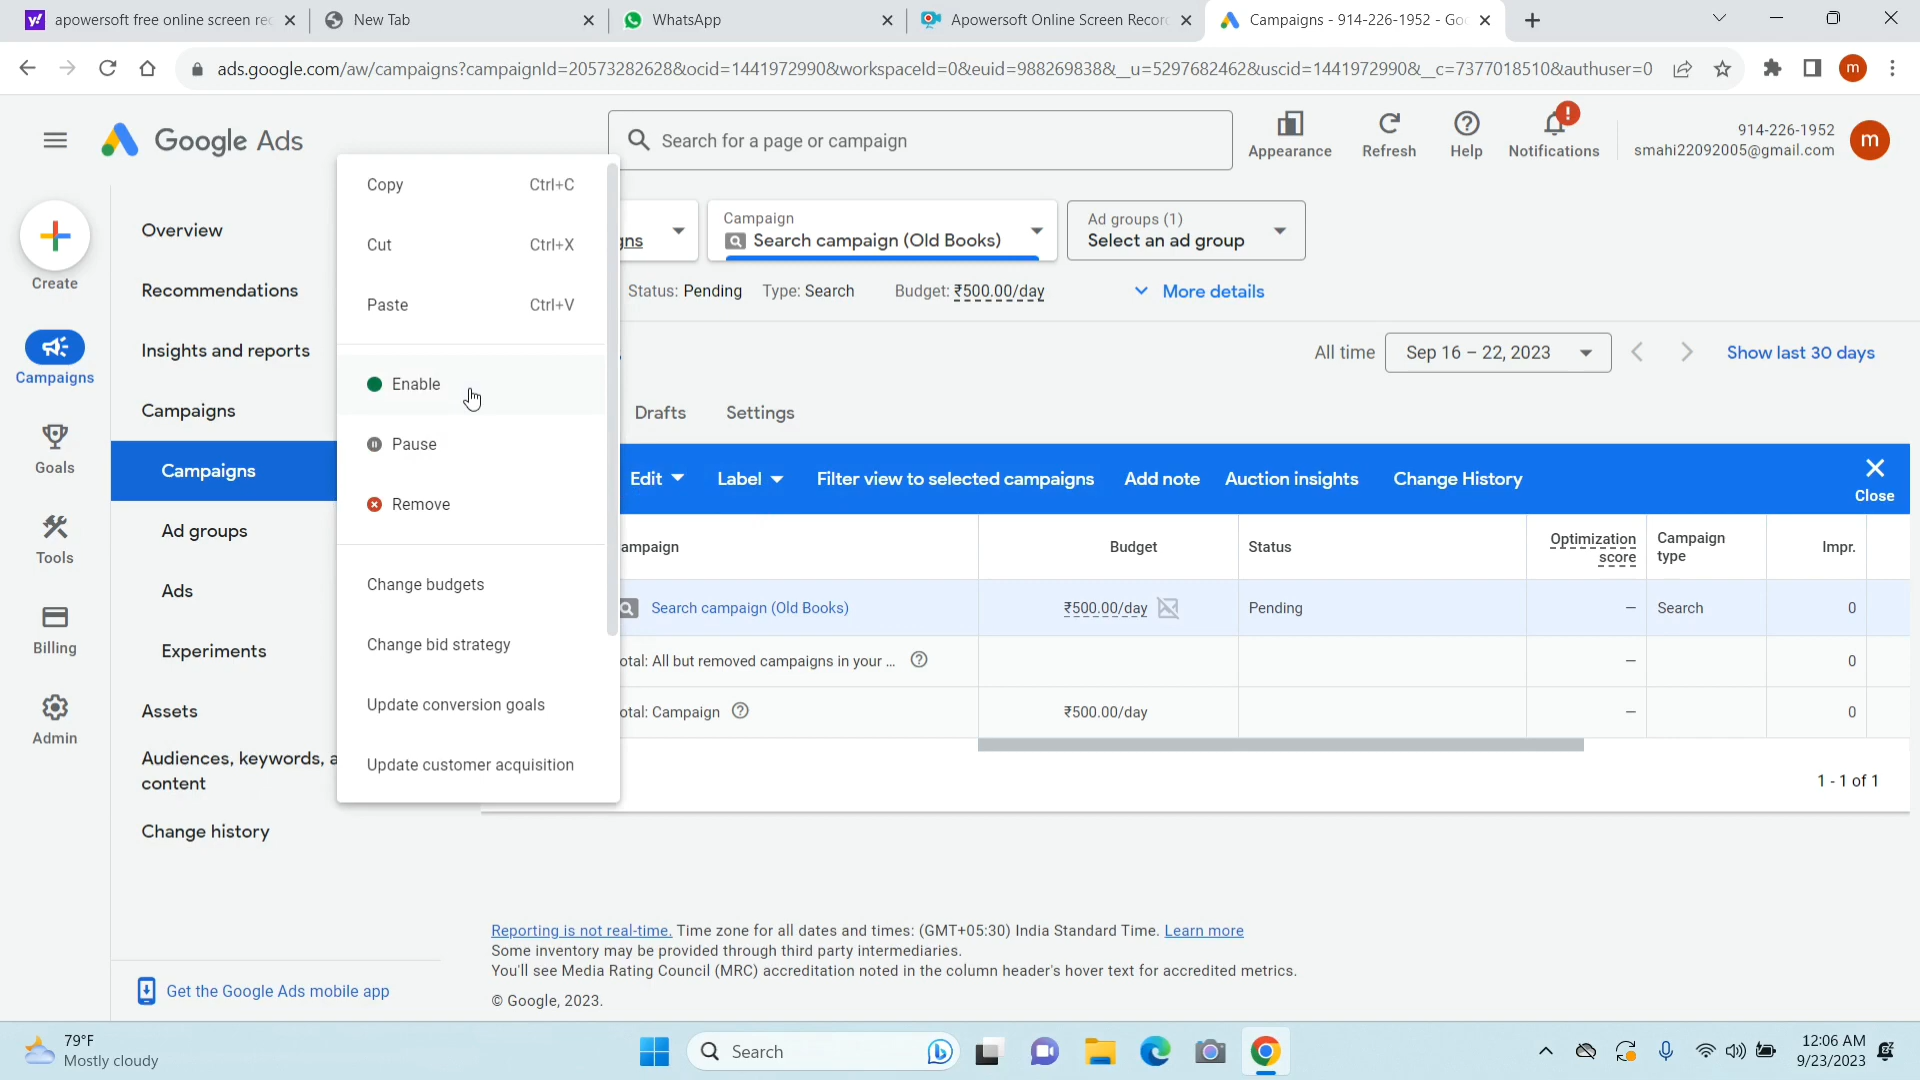 apowersoft free online screen rec
New Tab
WhatsApp
Apowersoft Online Screen Recor
Campaigns - 914-226-1952 - Goo
ads.google.com/aw/campaigns?campaignId=20573282628&ocid=1441972990&workspaceId=0&euid=988269838&__u=5297682462&uscid=1441972990&__c=7377018510&authuser=0
m
Google Ads
Search for a page or campaign
Appearance
Refresh
Help
Notifications
914-226-1952
smahi22092005@gmail.com
m
Create
Campaigns
Goals
Tools
Billing
Admin
Overview
Recommendations
Insights and reports
Campaigns
Campaigns
Ad groups
Ads
Experiments
Assets
Audiences, keywords, a
content
Change history
Get the Google Ads mobile app
Copy Ctrl+C
Cut Ctrl+X
Paste Ctrl+V
Enable
Pause
Remove
Change budgets
Change bid strategy
Update conversion goals
Update customer acquisition
gns
Campaign
Search campaign (Old Books)
Ad groups (1)
Select an ad group
Status: Pending Type: Search Budget: ₹500.00/day More details
All time Sep 16 – 22, 2023 Show last 30 days
Drafts Settings
Edit Label Filter view to selected campaigns Add note Auction insights Change History
Close
ampaign Budget Status Optimization score Campaign type Impr.
Search campaign (Old Books) ₹500.00/day Pending – Search 0
otal: All but removed campaigns in your ... – 0
otal: Campaign ₹500.00/day – 0
1 - 1 of 1
Reporting is not real-time. Time zone for all dates and times: (GMT+05:30) India Standard Time. Learn more
Some inventory may be provided through third party intermediaries.
You'll see Media Rating Council (MRC) accreditation noted in the column header's hover text for accredited metrics.
© Google, 2023.
79°F
Mostly cloudy
Search
12:06 AM
9/23/2023